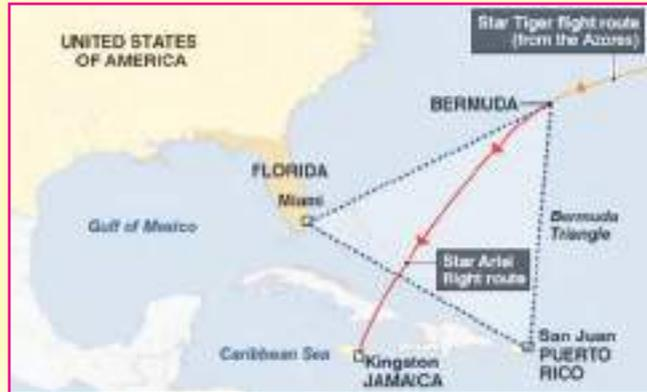 UNITED STATES
OF AMERICA
Star Tiger flight route
(from the Azores)
BERMUDA
FLORIDA
Miami
Gulf of Mexico
Bermuda
Triangle
Star Ariel
flight route
Caribbean Sea
Kingston
JAMAICA
San Juan
PUERTO
RICO